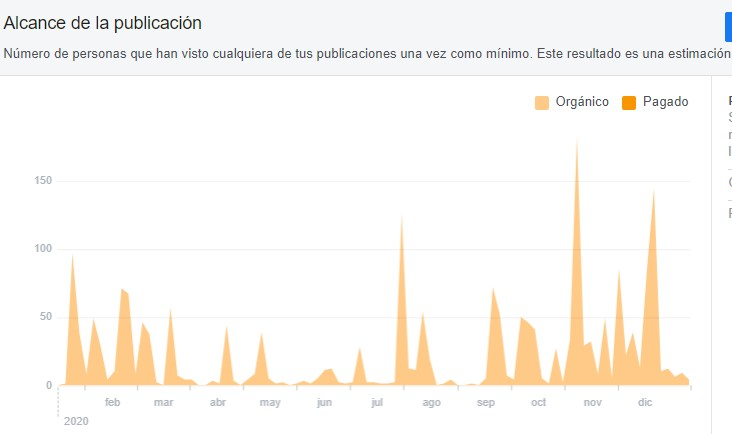 Alcance de la publicación
Número de personas que han visto cualquiera de tus publicaciones una vez como mínimo. Este resultado es una estimación
Orgánico Pagado
150
100
50
0
feb mar abr may jun jul ago sep oct nov dic
2020